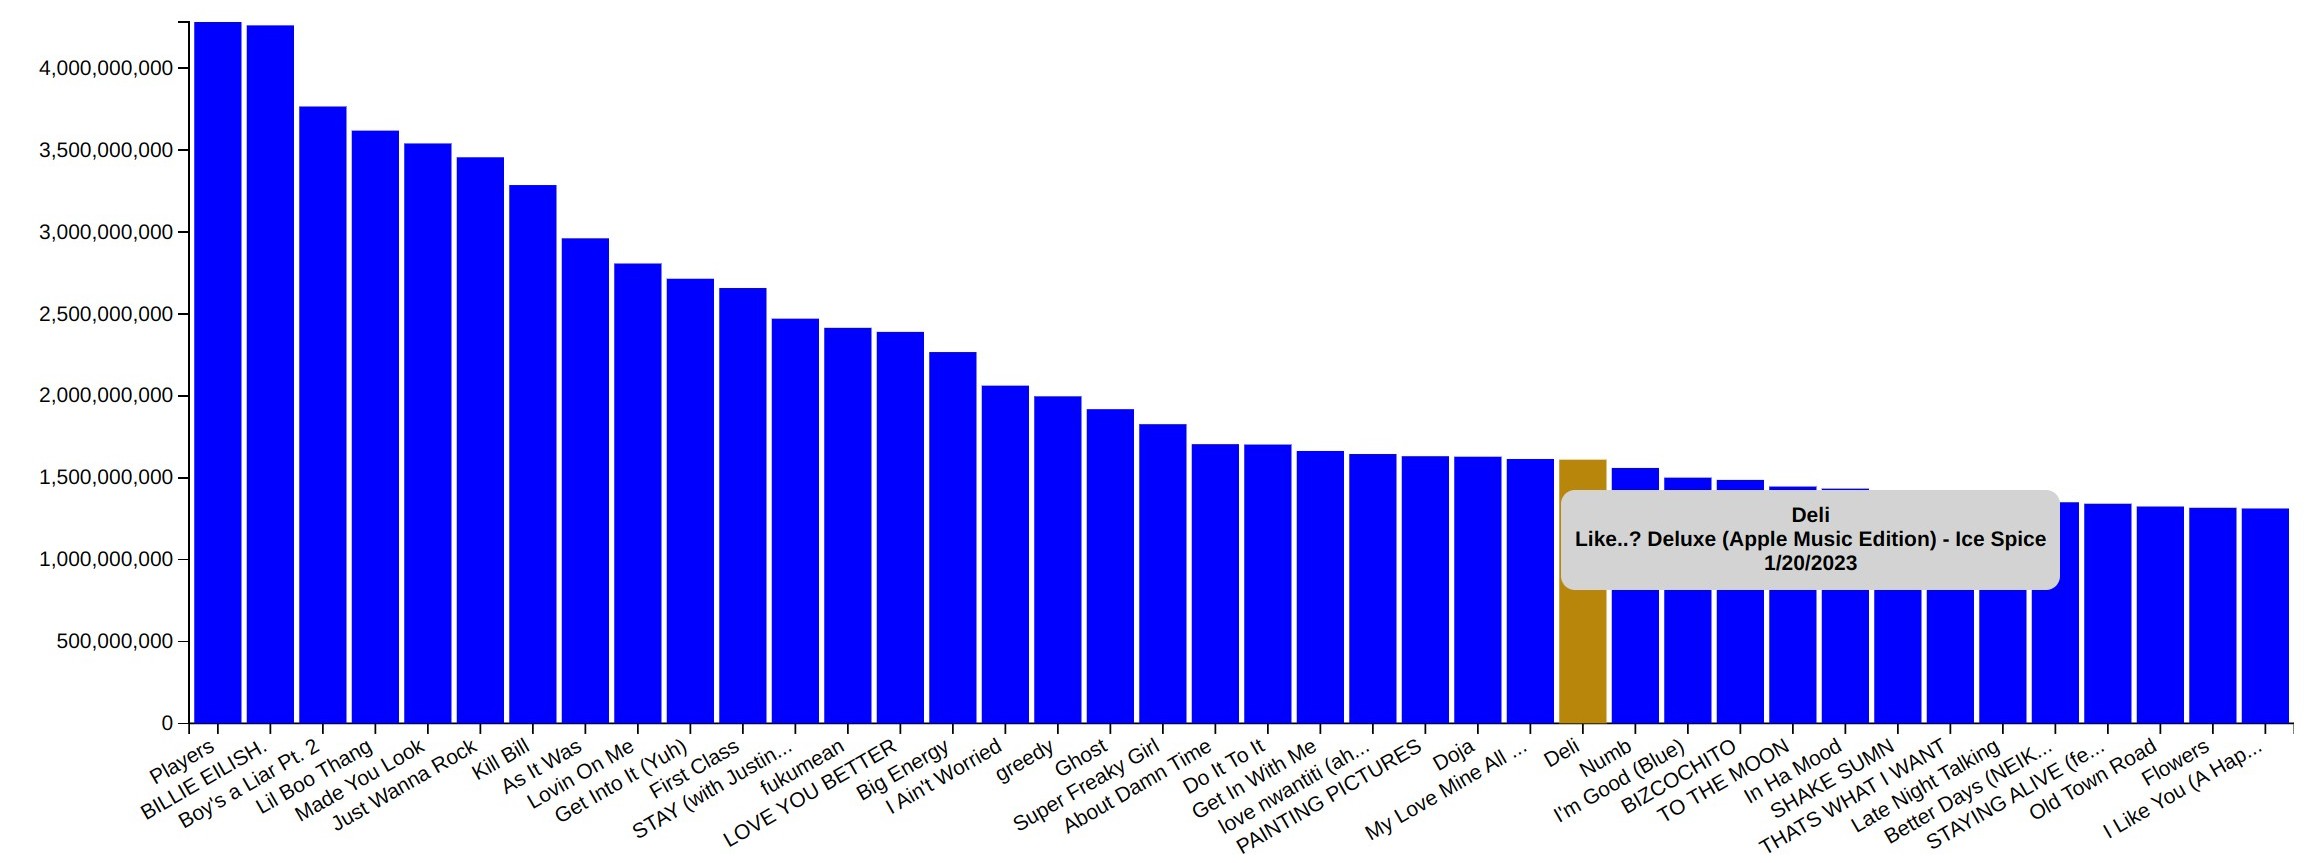 4,000,000,000
3,500,000,000
3,000,000,000
2,500,000,000
2,000,000,000
1,500,000,000
1,000,000,000
500,000,000
0
Deli
Like..? Deluxe (Apple Music Edition) - Ice Spice
1/20/2023
Players
BILLIE EILISH.
Boy's a Liar Pt. 2
Lil Boo Thang
Made You Look
Just Wanna Rock
Kill Bill
As It Was
Lovin On Me
Get Into It (Yuh)
First Class
STAY (with Justin...
fukumean
LOVE YOU BETTER
Big Energy
I Ain't Worried
greedy
Ghost
Super Freaky Girl
About Damn Time
Do It To It
Get In With Me
love nwantiti (ah...
PAINTING PICTURES
Doja
My Love Mine All ...
Deli
Numb
I'm Good (Blue)
BIZCOCHITO
TO THE MOON
In Ha Mood
SHAKE SUMN
THATS WHAT I WANT
Late Night Talking
Better Days (NEIK...
STAYING ALIVE (fe...
Old Town Road
Flowers
I Like You (A Hap...